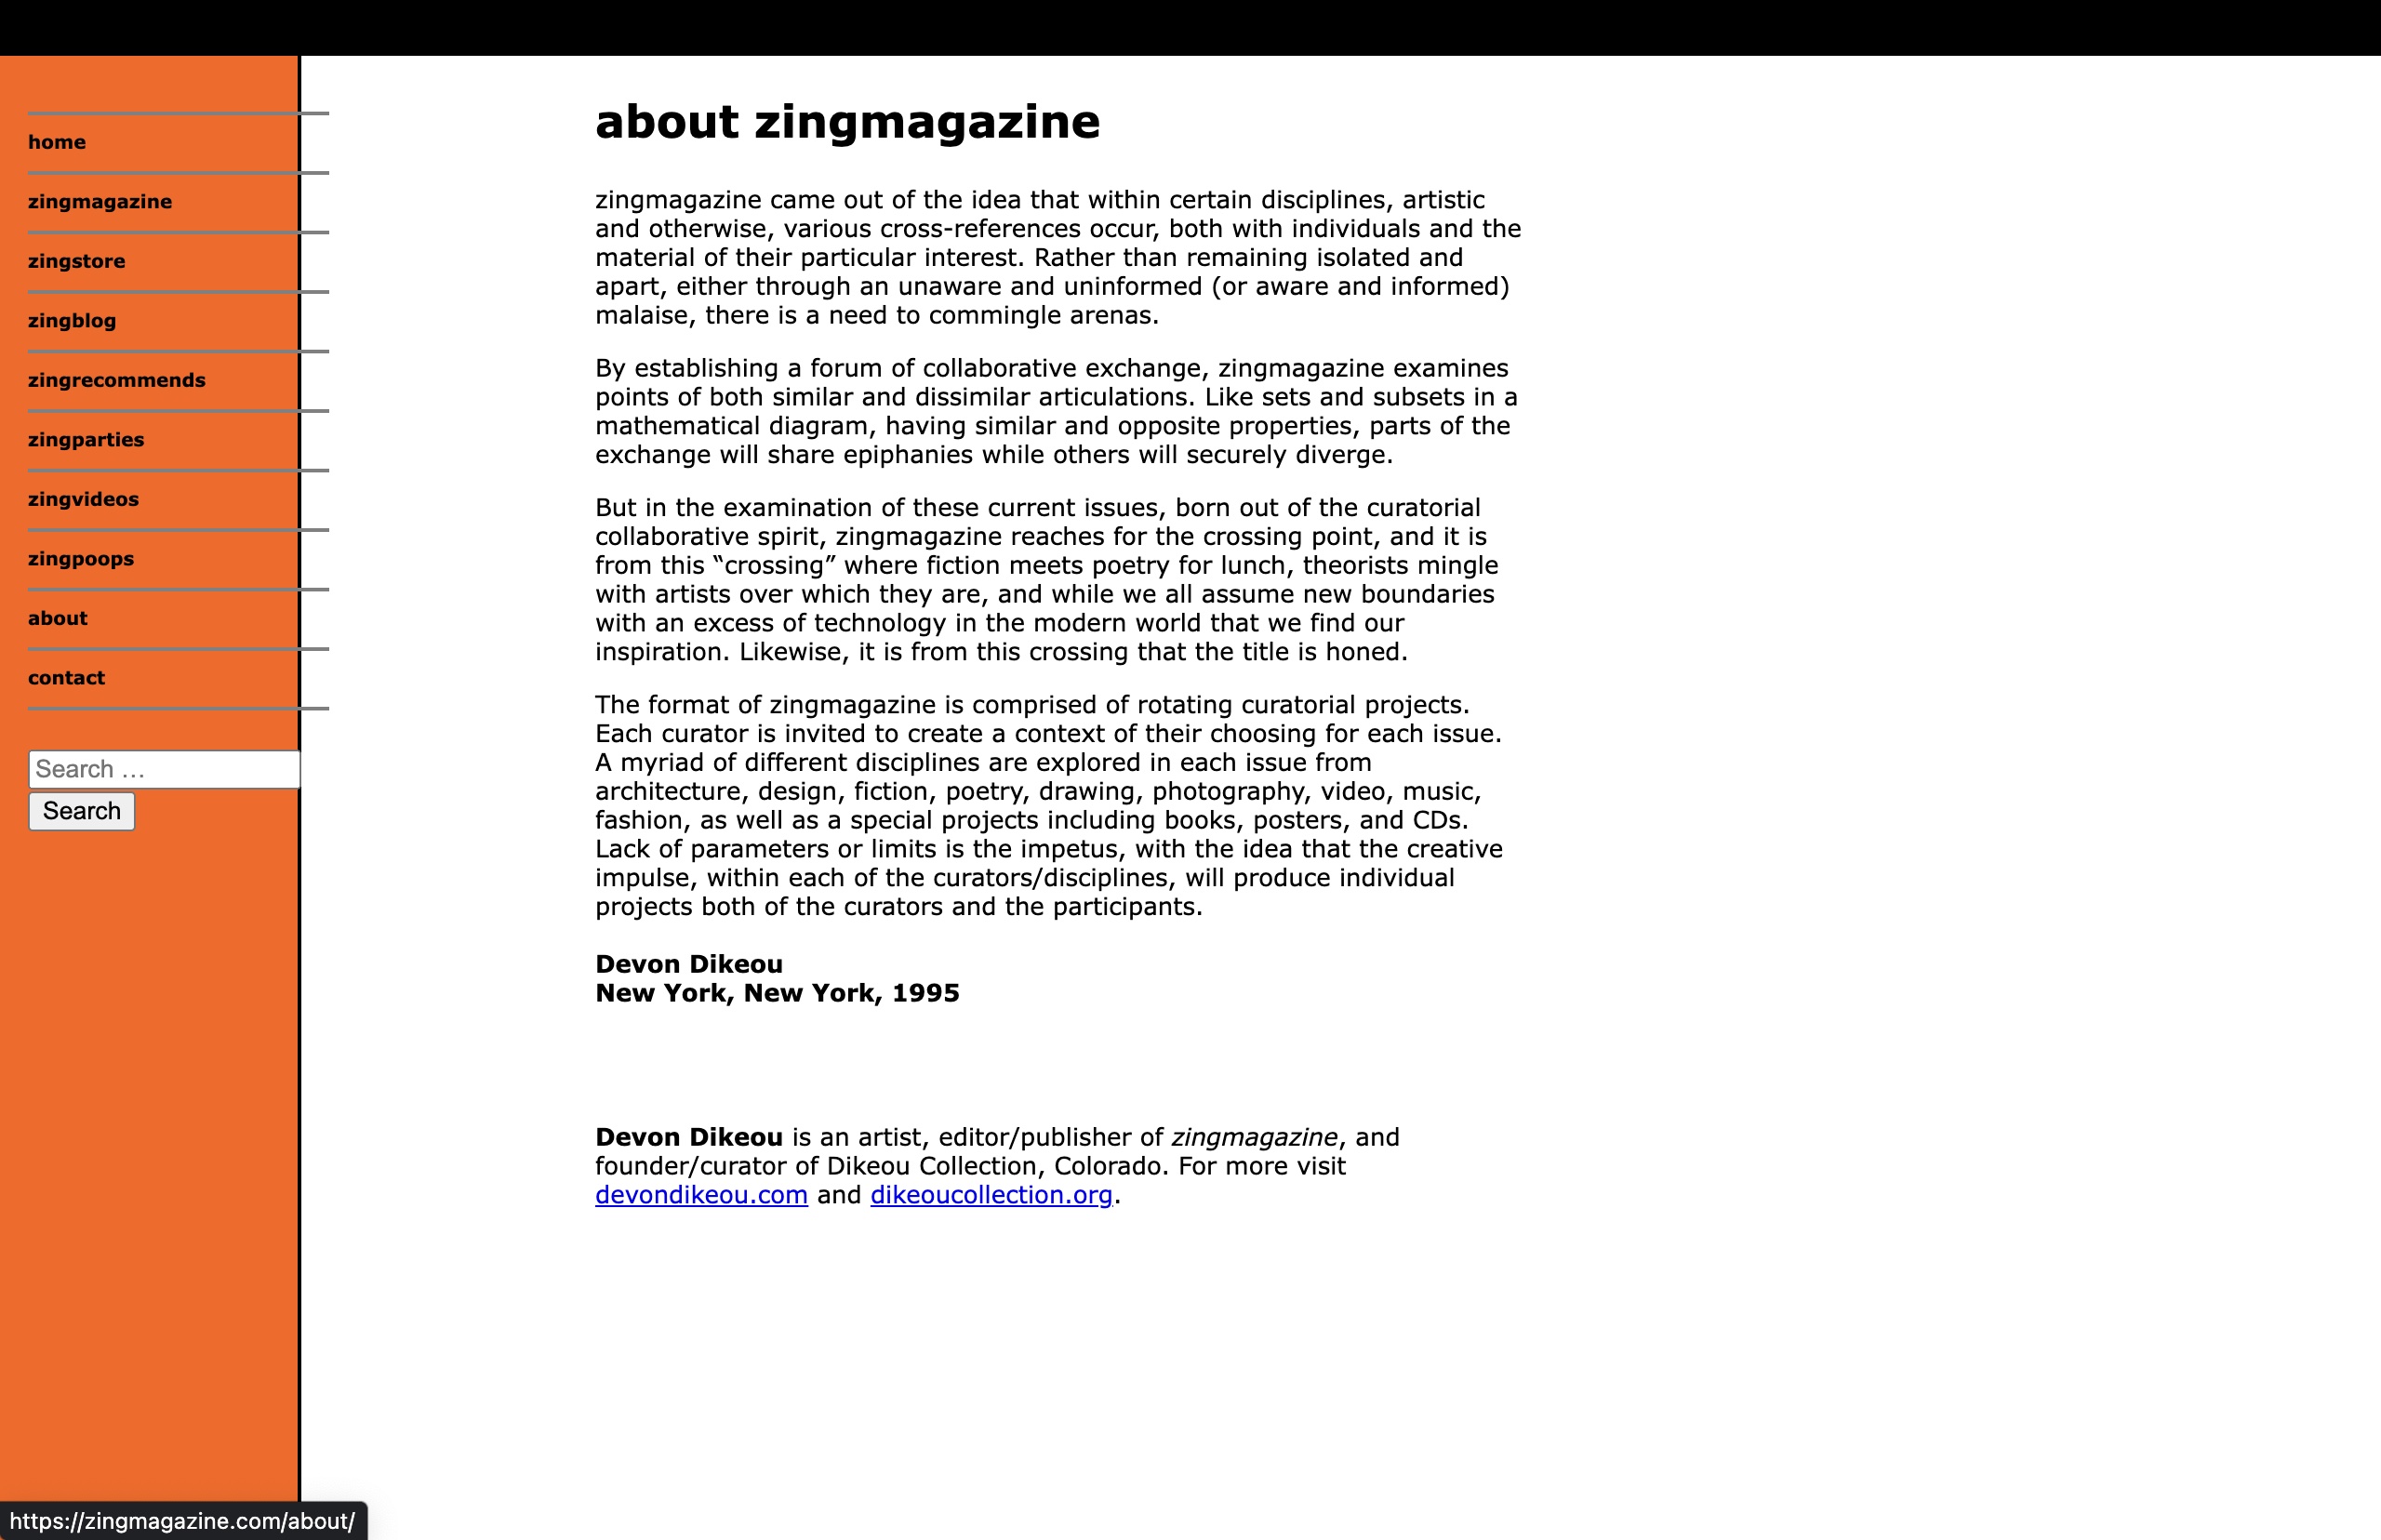 home
zingmagazine
zingstore
zingblog
zingrecommends
zingparties
zingvideos
zingpoops
about
contact
Search …
Search
about zingmagazine
zingmagazine came out of the idea that within certain disciplines, artistic
and otherwise, various cross-references occur, both with individuals and the
material of their particular interest. Rather than remaining isolated and
apart, either through an unaware and uninformed (or aware and informed)
malaise, there is a need to commingle arenas.
By establishing a forum of collaborative exchange, zingmagazine examines
points of both similar and dissimilar articulations. Like sets and subsets in a
mathematical diagram, having similar and opposite properties, parts of the
exchange will share epiphanies while others will securely diverge.
But in the examination of these current issues, born out of the curatorial
collaborative spirit, zingmagazine reaches for the crossing point, and it is
from this “crossing” where fiction meets poetry for lunch, theorists mingle
with artists over which they are, and while we all assume new boundaries
with an excess of technology in the modern world that we find our
inspiration. Likewise, it is from this crossing that the title is honed.
The format of zingmagazine is comprised of rotating curatorial projects.
Each curator is invited to create a context of their choosing for each issue.
A myriad of different disciplines are explored in each issue from
architecture, design, fiction, poetry, drawing, photography, video, music,
fashion, as well as a special projects including books, posters, and CDs.
Lack of parameters or limits is the impetus, with the idea that the creative
impulse, within each of the curators/disciplines, will produce individual
projects both of the curators and the participants.
Devon Dikeou
New York, New York, 1995
Devon Dikeou is an artist, editor/publisher of zingmagazine, and
founder/curator of Dikeou Collection, Colorado. For more visit
devondikeou.com and dikeoucollection.org.
https://zingmagazine.com/about/